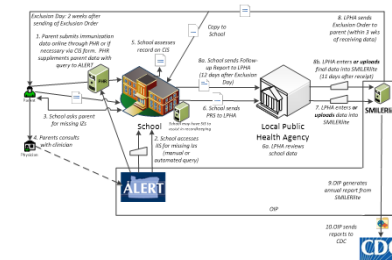 Exclusion Day: 2 weeks after
sending of Exclusion Order
1. Parent submits immunization
data online through PHR or if
necessary via CIS form. PHR
supplements parent data with
query to ALERT
5. School assesses
record on CIS
Copy to
School
8. LPHA sends
Exclusion Order to
parent (within 3 wks
of receiving data)
8a. School sends Follow-
up Report to LPHA
(12 days after Exclusion
Day)
8b. LPHA enters or uploads
final data into SMILERlite
(12 days after receipt)
PHR
Parent
3. School asks parent
for missing IZs
School
6. School sends
PRS to LPHA
Local Public
Health Agency
6a. LPHA reviews
school data
7. LPHA enters or
uploads data into
SMILERlite
SMILERlite
4. Parents consults
with clinician
Physician
2. School accesses
IIS for missing IZs
(manual or
automated query)
ALERT
OIP
9. OIP generates
annual report from
SMILERlite
10. OIP sends
reports to
CDC
CDC